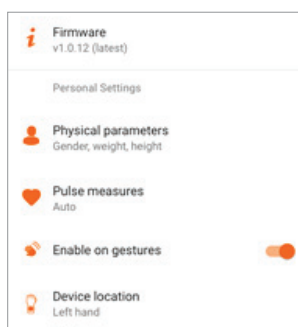 Firmware
v1.0.12 (latest)
Personal Settings
Physical parameters
Gender, weight, height
Pulse measures
Auto
Enable on gestures
Device location
Left hand